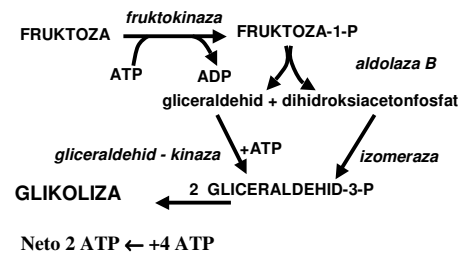 fruktokinaza
FRUKTOZA FRUKTOZA-1-P
ATP ADP aldolaza B
gliceraldehid + dihidroksiacetonfosfat
gliceraldehid - kinaza +ATP izomeraza
GLIKOLIZA 2 GLICERALDEHID-3-P
Neto 2 ATP ← +4 ATP